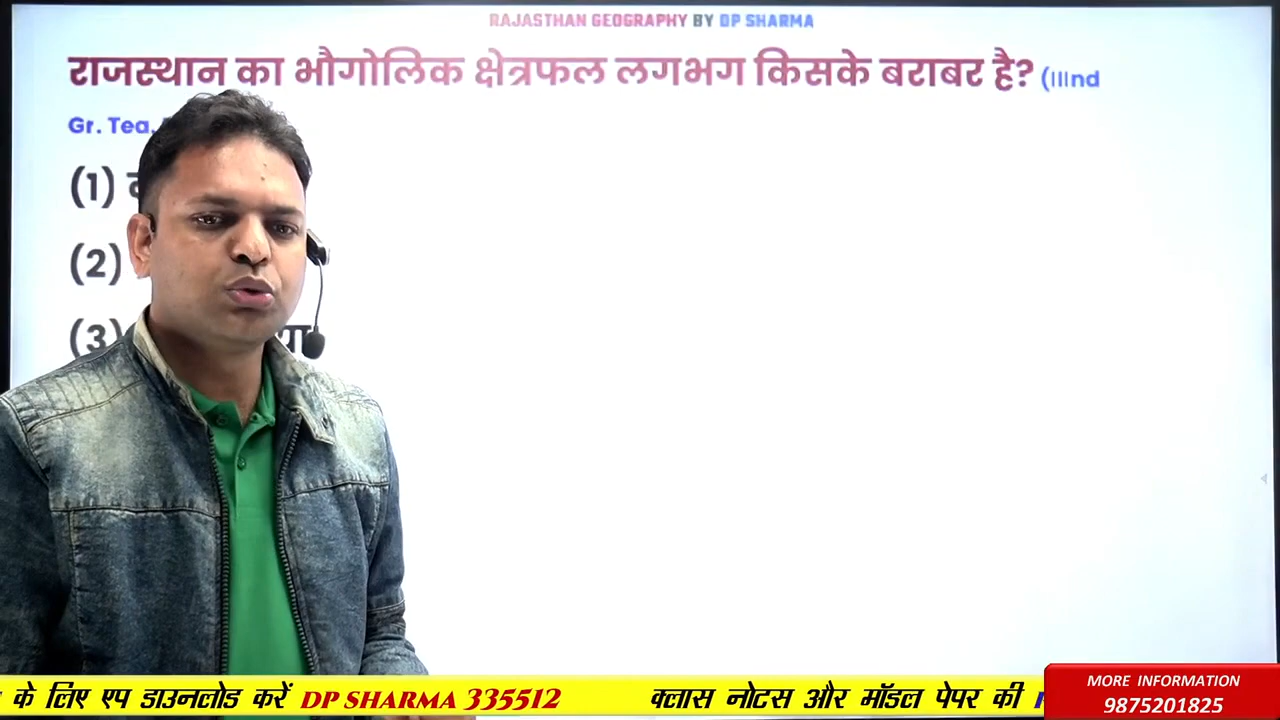 RAJASTHAN GEOGRAPHY BY DP SHARMA
राजस्थान का भौगोलिक क्षेत्रफल लगभग किसके बराबर है? (IIInd
Gr. Tea.
(1)
(2)
(3)
के लिए एप डाउनलोड करें DP SHARMA 335512 क्लास नोटस और मॉडल पेपर की
MORE INFORMATION
9875201825